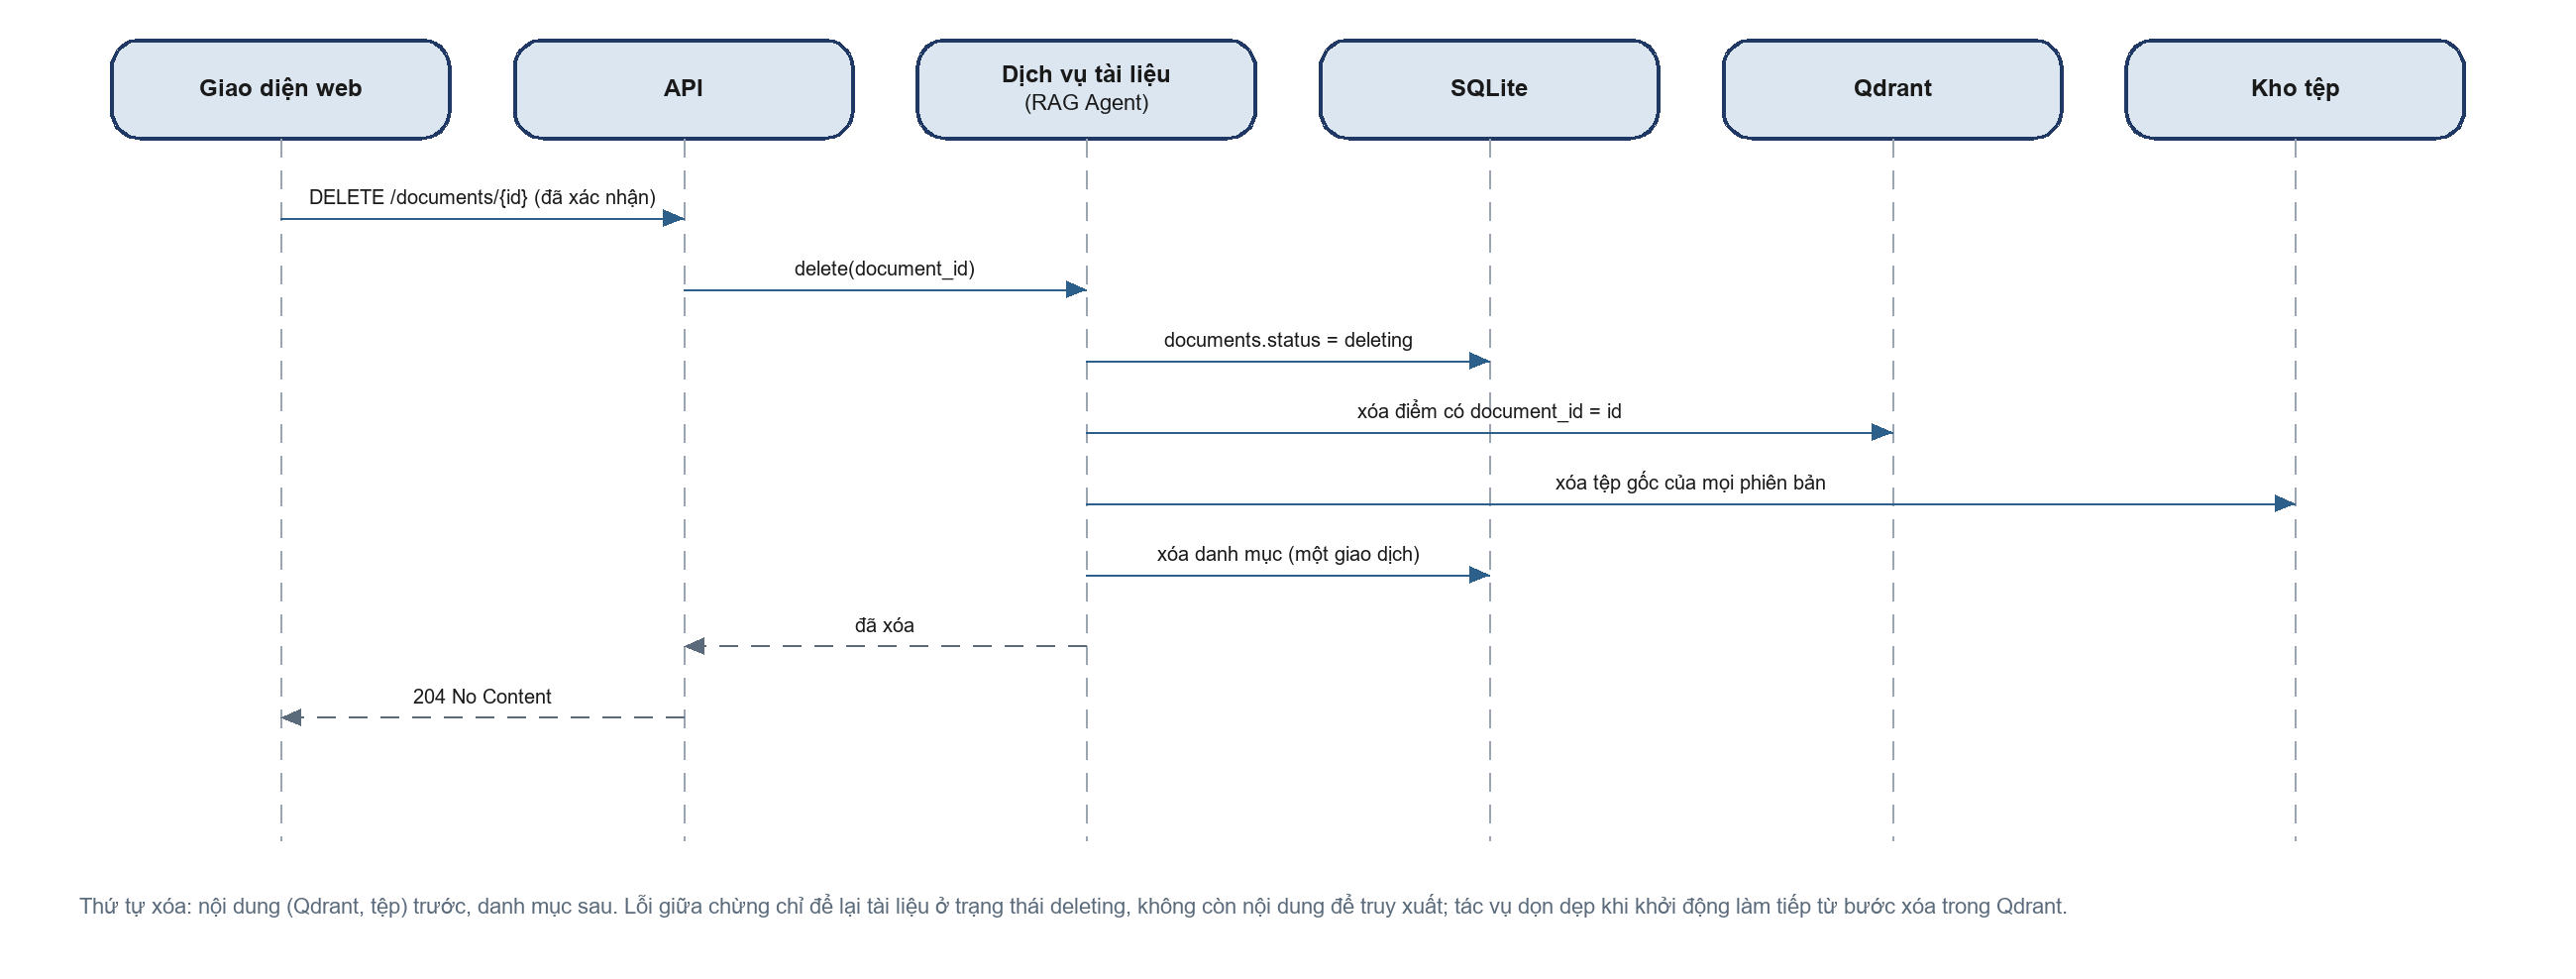 Giao diện web
API
Dịch vụ tài liệu
(RAG Agent)
SQLite
Qdrant
Kho tệp
DELETE /documents/{id} (đã xác nhận)
delete(document_id)
documents.status = deleting
xóa điểm có document_id = id
xóa tệp gốc của mọi phiên bản
xóa danh mục (một giao dịch)
đã xóa
204 No Content
Thứ tự xóa: nội dung (Qdrant, tệp) trước, danh mục sau. Lỗi giữa chừng chỉ để lại tài liệu ở trạng thái deleting, không còn nội dung để truy xuất; tác vụ dọn dẹp khi khởi động làm tiếp từ bước xóa trong Qdrant.